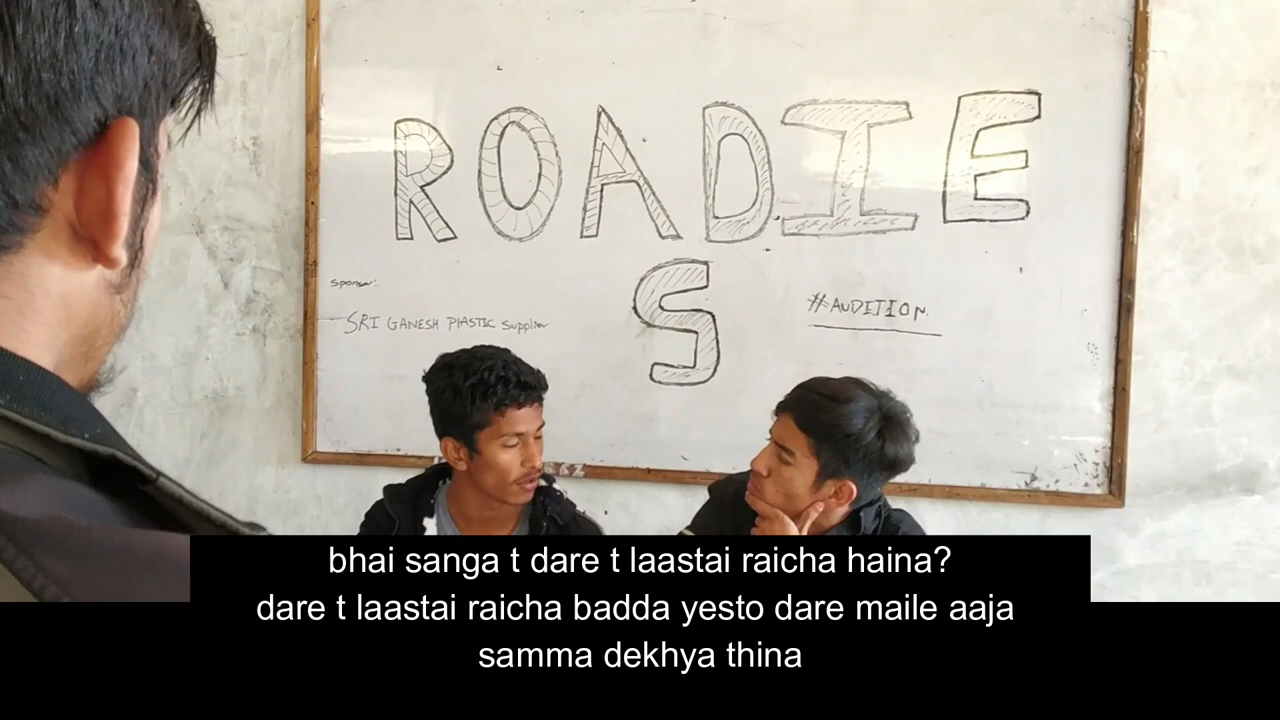 ROADIE
S
Sponsor:
SRI GANESH PLASTIC Supplier
#AUDITION
bhai sanga t dare t laastai raicha haina?
dare t laastai raicha badda yesto dare maile aaja
samma dekhya thina